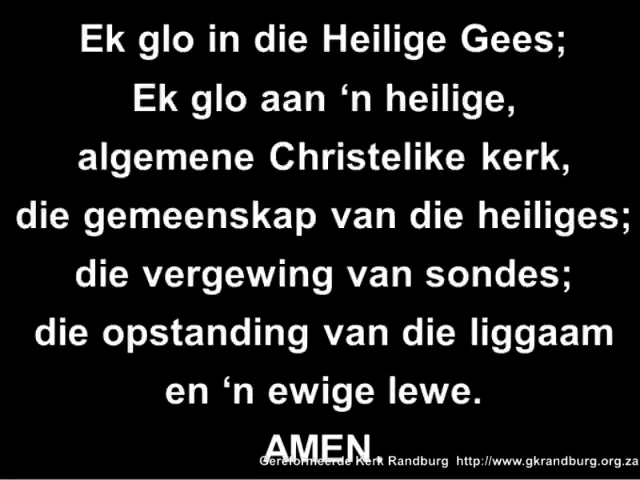 Ek glo in die Heilige Gees;
Ek glo aan ‘n heilige,
algemene Christelike kerk,
die gemeenskap van die heiliges;
die vergewing van sondes;
die opstanding van die liggaam
en ‘n ewige lewe.
AMEN.
Gereformeerde Kerk Randburg http://www.gkrandburg.org.za